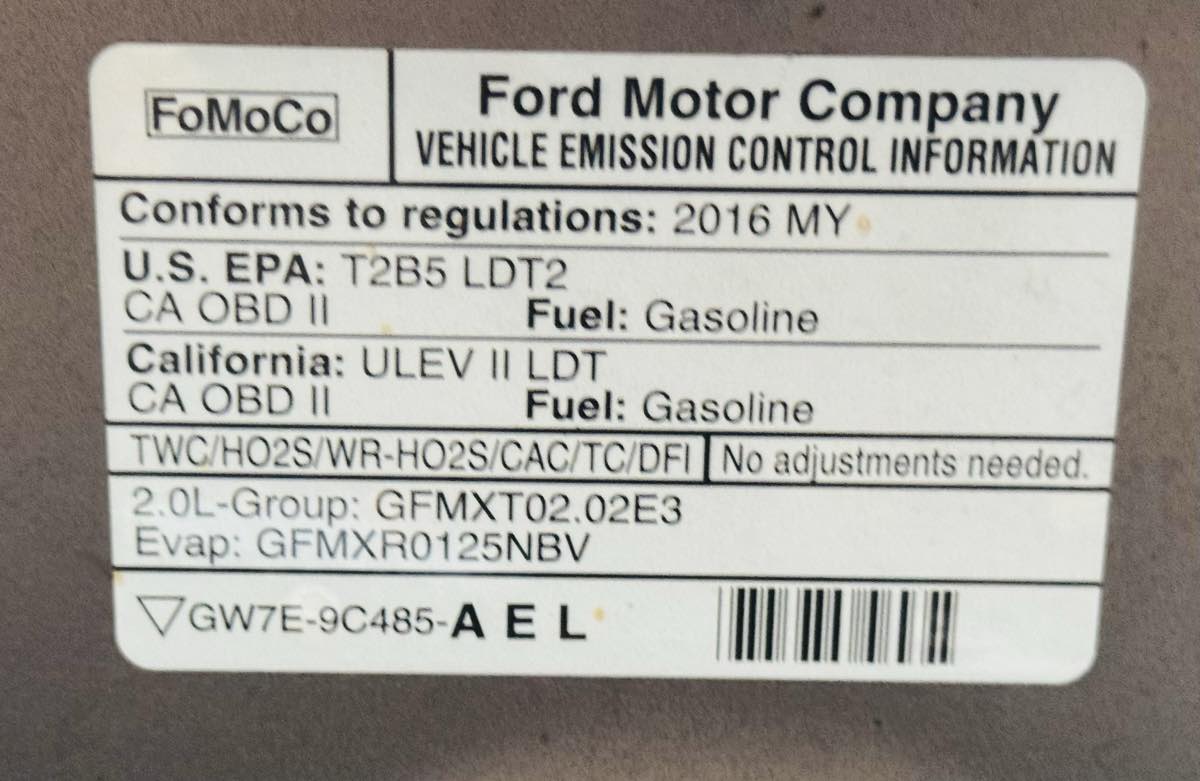 FoMoCo
Ford Motor Company
VEHICLE EMISSION CONTROL INFORMATION
Conforms to regulations: 2016 MY
U.S. EPA: T2B5 LDT2
CA OBD II Fuel: Gasoline
California: ULEV II LDT
CA OBD II Fuel: Gasoline
TWC/HO2S/WR-HO2S/CAC/TC/DFI No adjustments needed.
2.0L-Group: GFMXT02.02E3
Evap: GFMXR0125NBV
GW7E-9C485-A E L